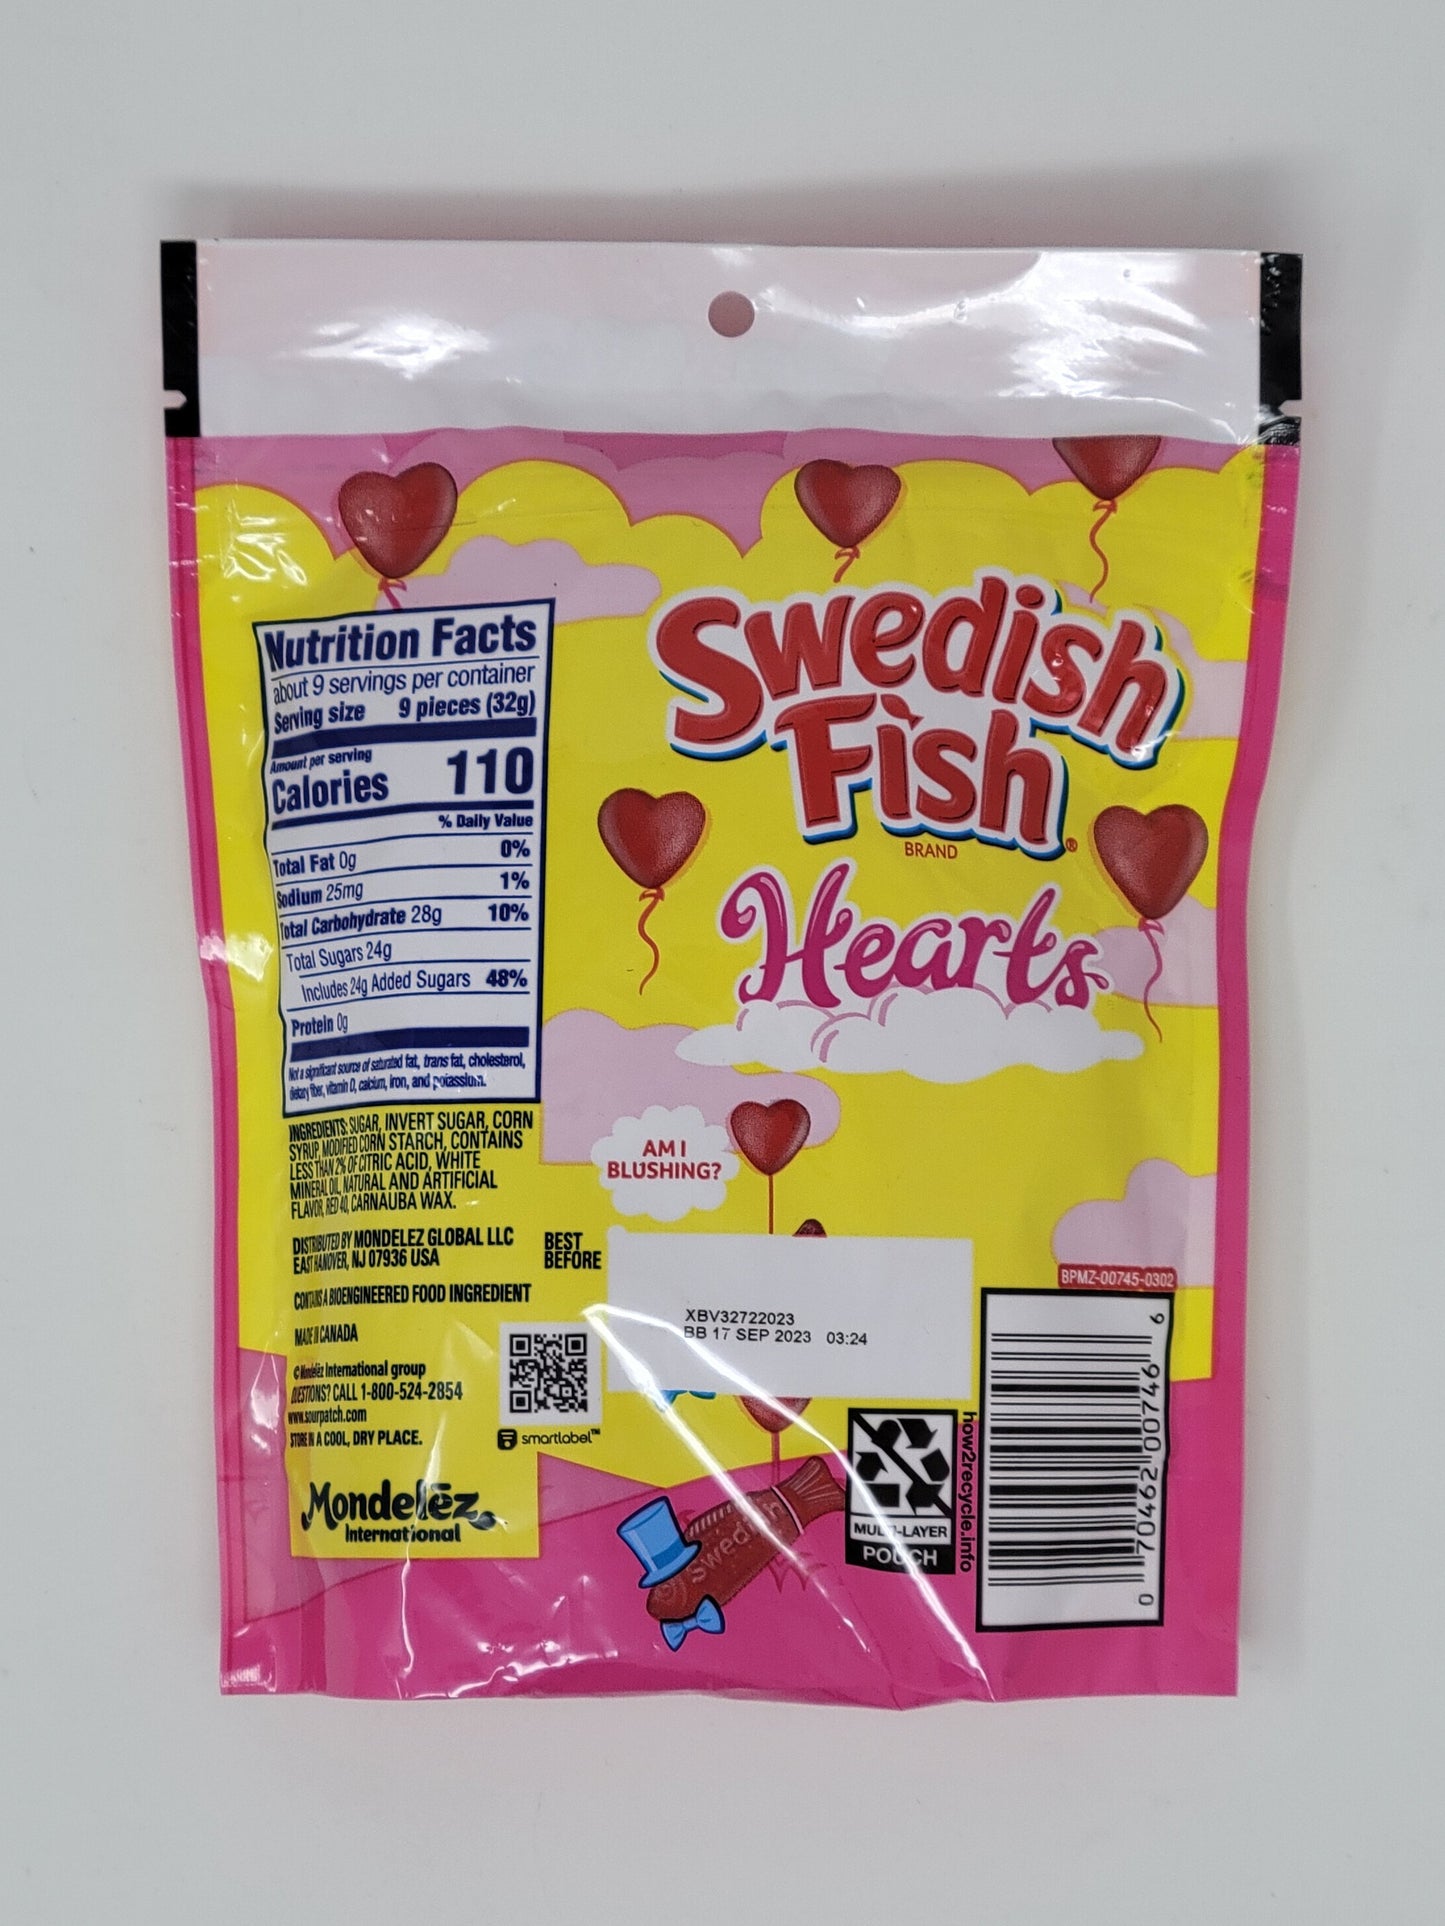 Nutrition Facts
about 9 servings per container
Serving size 9 pieces (32g)
Amount per serving
Calories 110
% Daily Value
Total Fat 0g 0%
Sodium 25mg 1%
Total Carbohydrate 28g 10%
Total Sugars 24g
Includes 24g Added Sugars 48%
Protein 0g
Not a significant source of saturated fat, trans fat, cholesterol,
dietary fiber, vitamin D, calcium, iron, and potassium.
INGREDIENTS: SUGAR, INVERT SUGAR, CORN
SYRUP, MODIFIED CORN STARCH, CONTAINS
LESS THAN 2% OF CITRIC ACID, WHITE
MINERAL OIL, NATURAL AND ARTIFICIAL
FLAVOR, RED 40, CARNAUBA WAX.
DISTRIBUTED BY MONDELEZ GLOBAL LLC
EAST HANOVER, NJ 07936 USA
CONTAINS A BIOENGINEERED FOOD INGREDIENT
MADE IN CANADA
© Mondelēz International group
QUESTIONS? CALL 1-800-524-2854
www.sourpatch.com
STORE IN A COOL, DRY PLACE.
Mondelēz
International
smartlabel™
Swedish
Fish®
BRAND
Hearts
AM I
BLUSHING?
BEST
BEFORE
XBV32722023
BB 17 SEP 2023 03:24
Swedish
MULTI-LAYER
POUCH
how2recycle.info
BPMZ-00745-0302
0 70462 00746 6